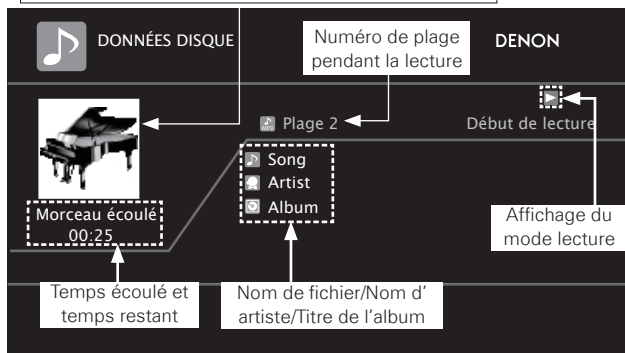 DONNÉES DISQUE
Numéro de plage
pendant la lecture
DENON
MP3
Plage 2
Début de lecture
Song
Artist
Album
Morceau écoulé
00:25
Affichage du
mode lecture
Temps écoulé et
temps restant
Nom de fichier/Nom d'
artiste/Titre de l'album